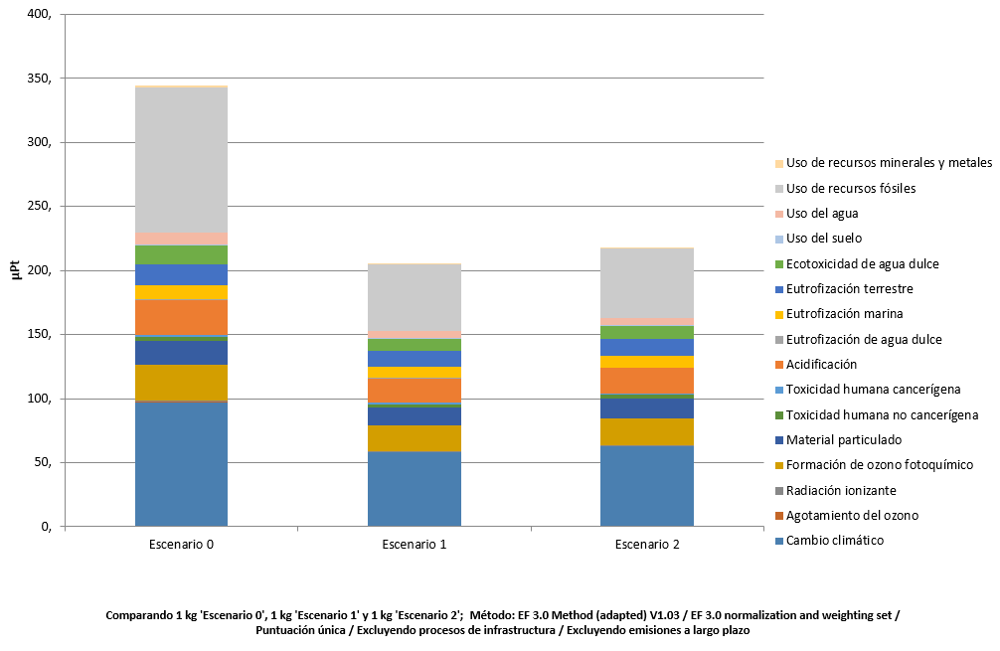 400,
350,
300,
250,
200,
150,
100,
50,
0,
µPt
Escenario 0
Escenario 1
Escenario 2
Uso de recursos minerales y metales
Uso de recursos fósiles
Uso del agua
Uso del suelo
Ecotoxicidad de agua dulce
Eutrofización terrestre
Eutrofización marina
Eutrofización de agua dulce
Acidificación
Toxicidad humana cancerígena
Toxicidad humana no cancerígena
Material particulado
Formación de ozono fotoquímico
Radiación ionizante
Agotamiento del ozono
Cambio climático
Comparando 1 kg 'Escenario 0', 1 kg 'Escenario 1' y 1 kg 'Escenario 2';  Método: EF 3.0 Method (adapted) V1.03 / EF 3.0 normalization and weighting set /
Puntuación única / Excluyendo procesos de infrastructura / Excluyendo emisiones a largo plazo